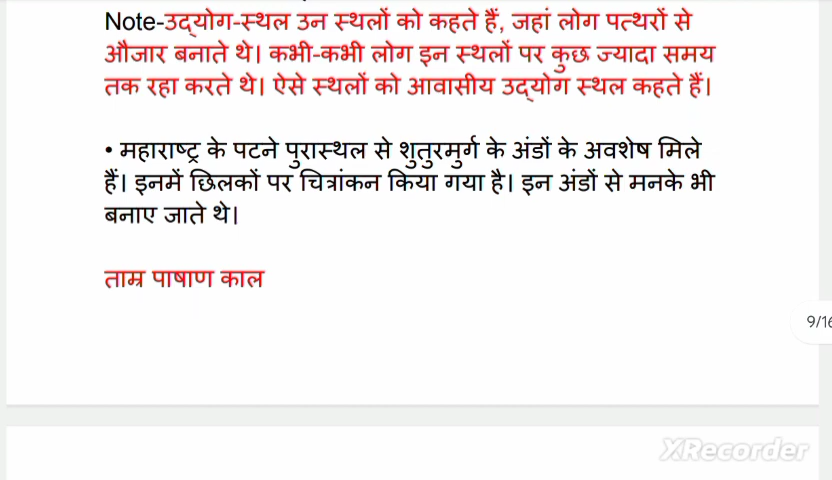 Note-उद्योग-स्थल उन स्थलों को कहते हैं, जहां लोग पत्थरों से
औजार बनाते थे। कभी-कभी लोग इन स्थलों पर कुछ ज्यादा समय
तक रहा करते थे। ऐसे स्थलों को आवासीय उद्योग स्थल कहते हैं।
• महाराष्ट्र के पटने पुरास्थल से शुतुरमुर्ग के अंडों के अवशेष मिले
हैं। इनमें छिलकों पर चित्रांकन किया गया है। इन अंडों से मनके भी
बनाए जाते थे।
ताम्र पाषाण काल
9/16
XRecorder